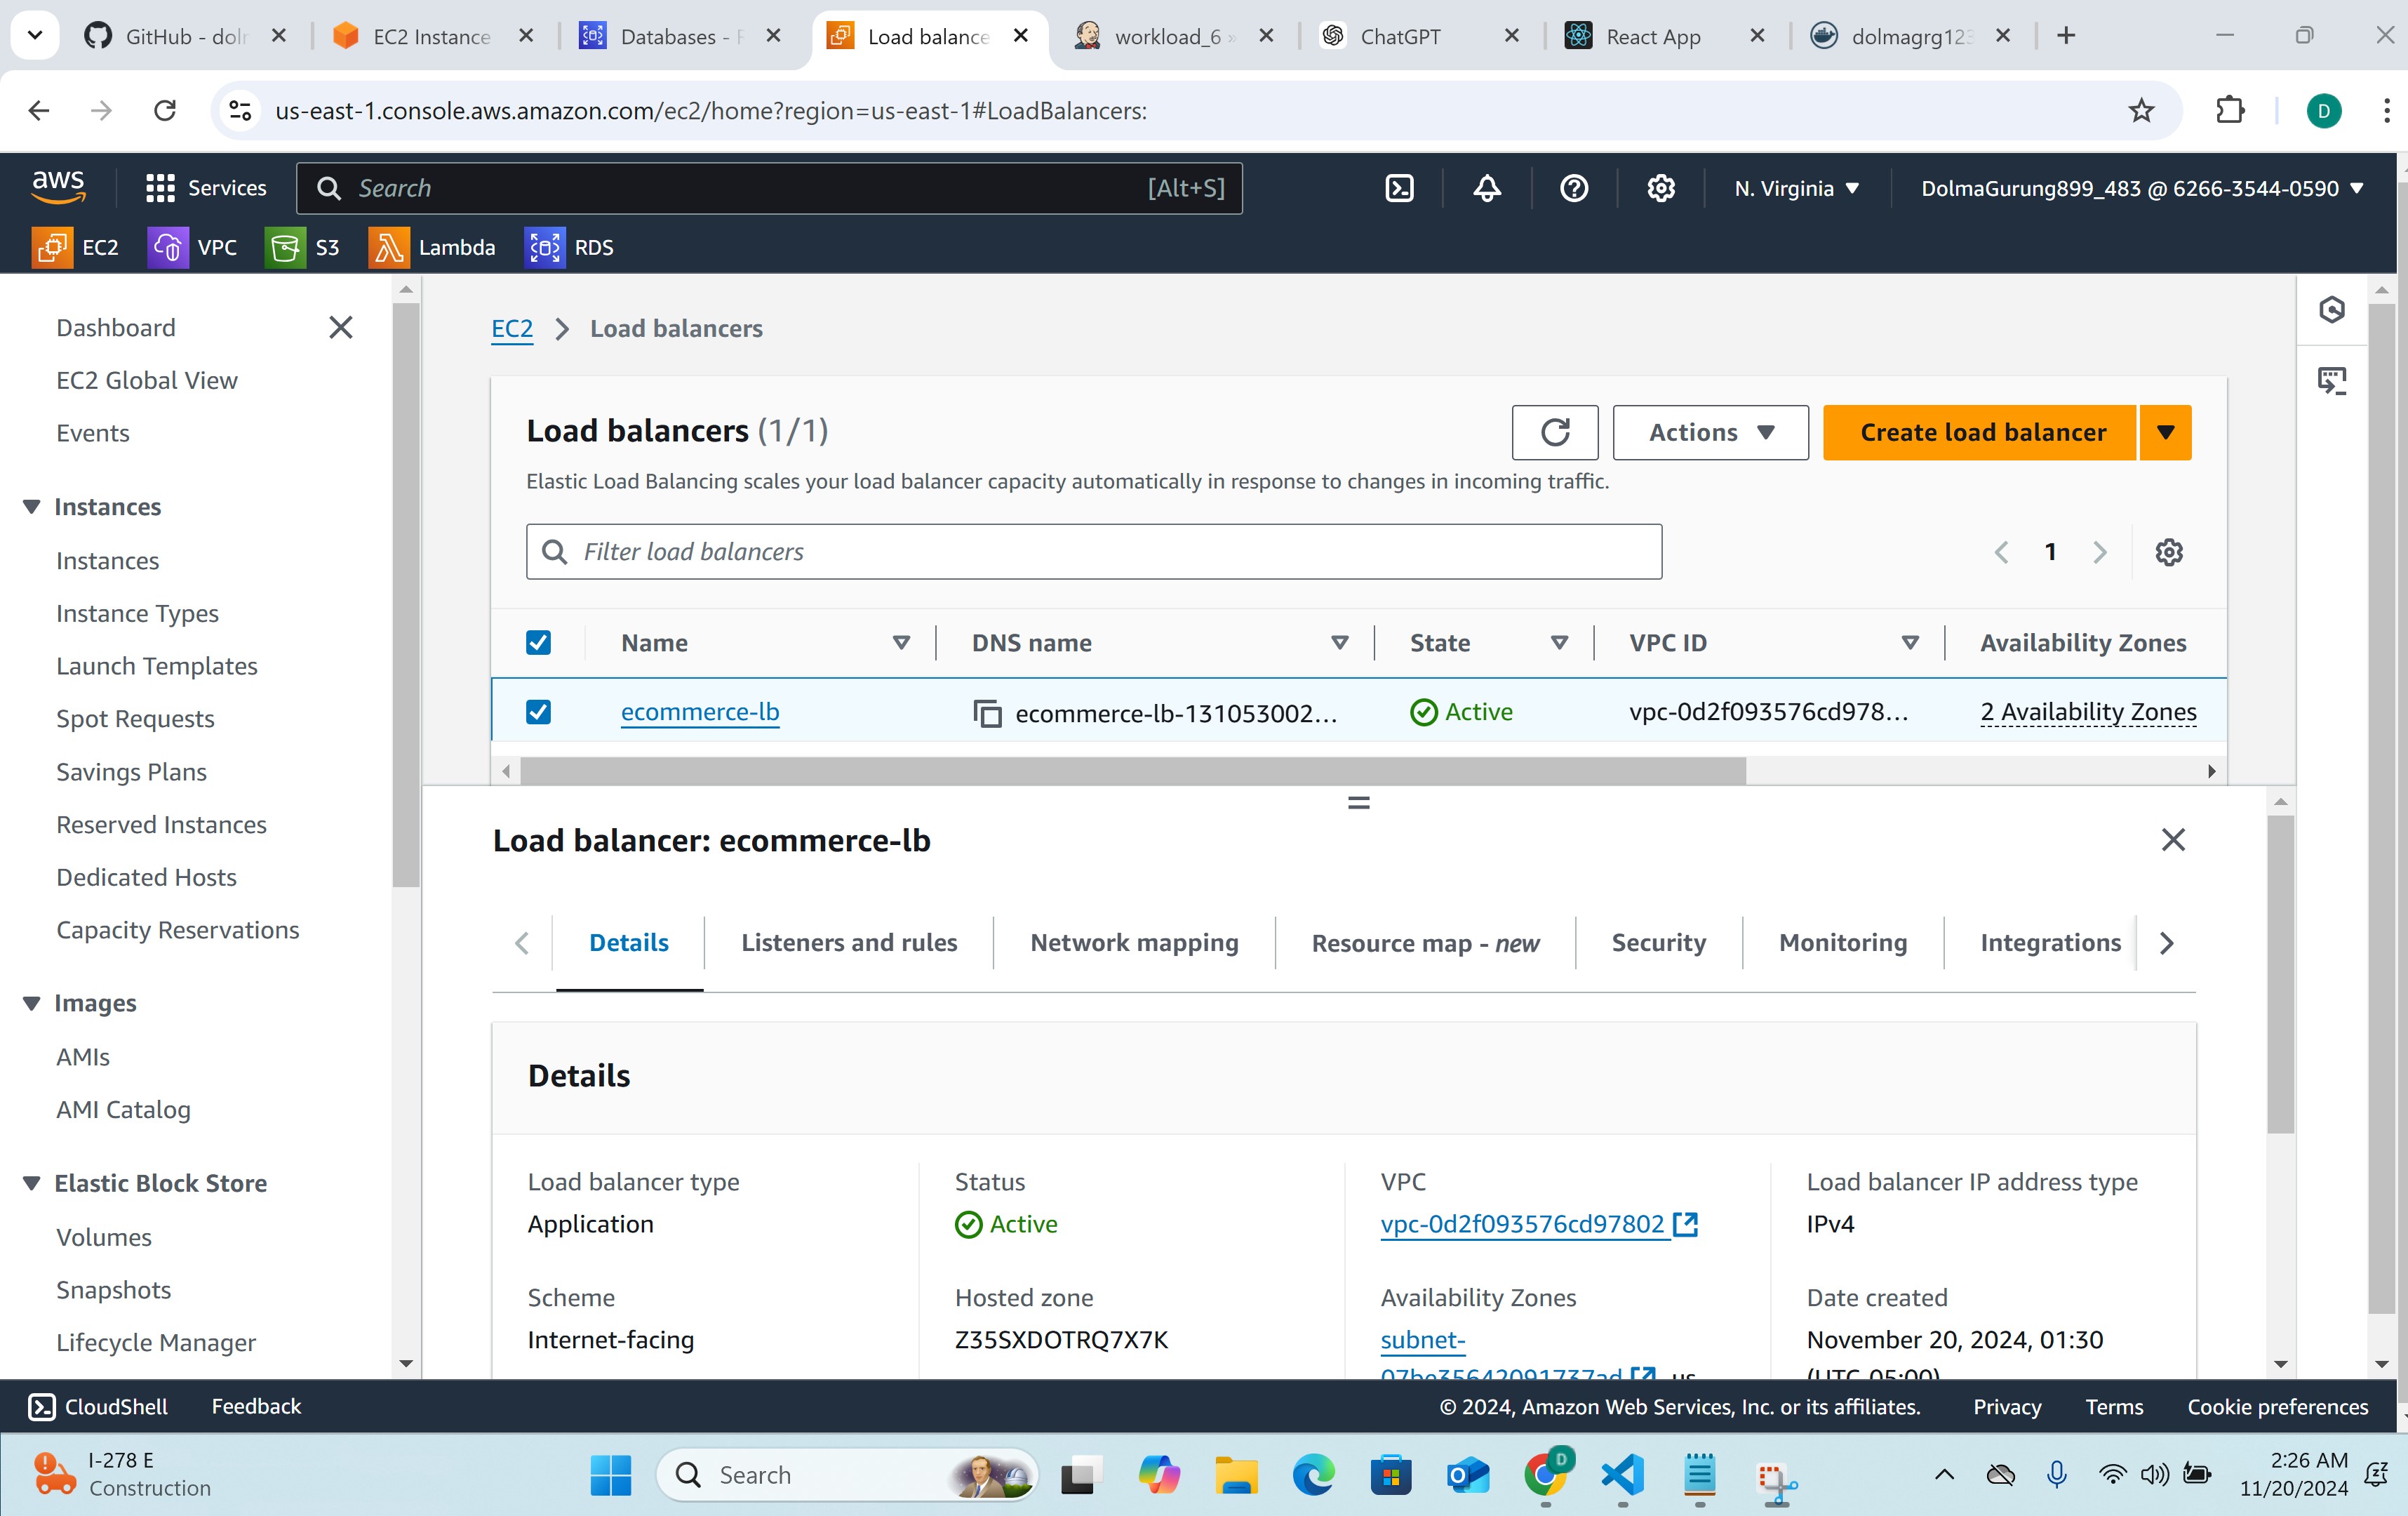 GitHub - dol
EC2 Instance
Databases -
Load balance
workload_6 »
ChatGPT
React App
dolmagrg123
us-east-1.console.aws.amazon.com/ec2/home?region=us-east-1#LoadBalancers:
D
aws
Services
Search
[Alt+S]
N. Virginia
DolmaGurung899_483 @ 6266-3544-0590
EC2
VPC
S3
Lambda
RDS
Dashboard
EC2 Global View
Events
Instances
Instances
Instance Types
Launch Templates
Spot Requests
Savings Plans
Reserved Instances
Dedicated Hosts
Capacity Reservations
Images
AMIs
AMI Catalog
Elastic Block Store
Volumes
Snapshots
Lifecycle Manager
EC2 > Load balancers
Load balancers (1/1)
Actions
Create load balancer
Elastic Load Balancing scales your load balancer capacity automatically in response to changes in incoming traffic.
Filter load balancers
1
Name
DNS name
State
VPC ID
Availability Zones
ecommerce-lb
ecommerce-lb-131053002...
Active
vpc-0d2f093576cd978...
2 Availability Zones
Load balancer: ecommerce-lb
Details
Listeners and rules
Network mapping
Resource map - new
Security
Monitoring
Integrations
Details
Load balancer type
Application
Status
Active
VPC
vpc-0d2f093576cd97802
Load balancer IP address type
IPv4
Scheme
Internet-facing
Hosted zone
Z35SXDOTRQ7X7K
Availability Zones
subnet-
07be35642091737ad us
Date created
November 20, 2024, 01:30
(UTC-05:00)
CloudShell
Feedback
© 2024, Amazon Web Services, Inc. or its affiliates.
Privacy
Terms
Cookie preferences
I-278 E
Construction
Search
D
2:26 AM
11/20/2024